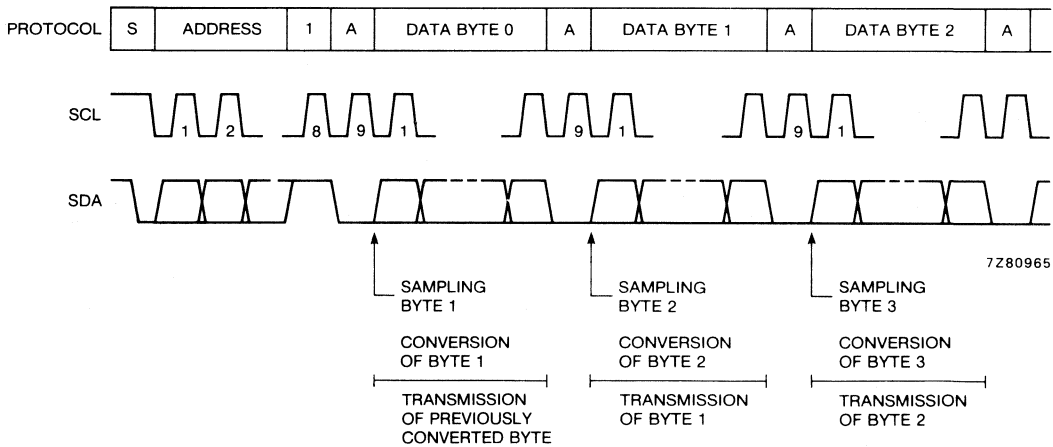 PROTOCOL S ADDRESS 1 A DATA BYTE 0 A DATA BYTE 1 A DATA BYTE 2 A
SCL 1 2 8 9 1 9 1 9 1
SDA
7Z80965
SAMPLING
BYTE 1
SAMPLING
BYTE 2
SAMPLING
BYTE 3
CONVERSION
OF BYTE 1
CONVERSION
OF BYTE 2
CONVERSION
OF BYTE 3
TRANSMISSION
OF PREVIOUSLY
CONVERTED BYTE
TRANSMISSION
OF BYTE 1
TRANSMISSION
OF BYTE 2